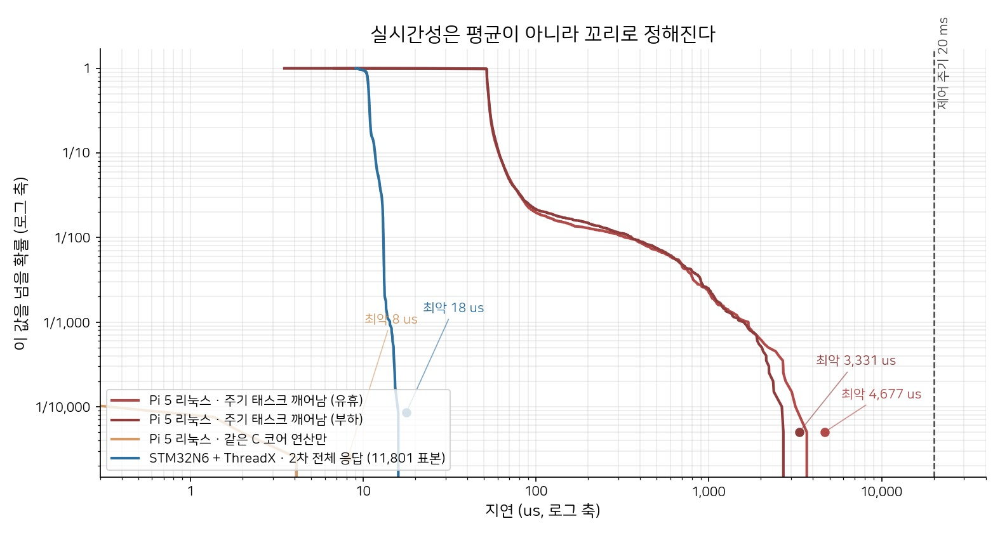 실시간성은 평균이 아니라 꼬리로 정해진다
제어 주기 20 ms
이 값을 넘을 확률 (로그 축)
1
1/10
1/100
1/1,000
1/10,000
최악 8 us
최악 18 us
최악 3,331 us
최악 4,677 us
Pi 5 리눅스 · 주기 태스크 깨어남 (유휴)
Pi 5 리눅스 · 주기 태스크 깨어남 (부하)
Pi 5 리눅스 · 같은 C 코어 연산만
STM32N6 + ThreadX · 2차 전체 응답 (11,801 표본)
1
10
100
1,000
10,000
지연 (us, 로그 축)